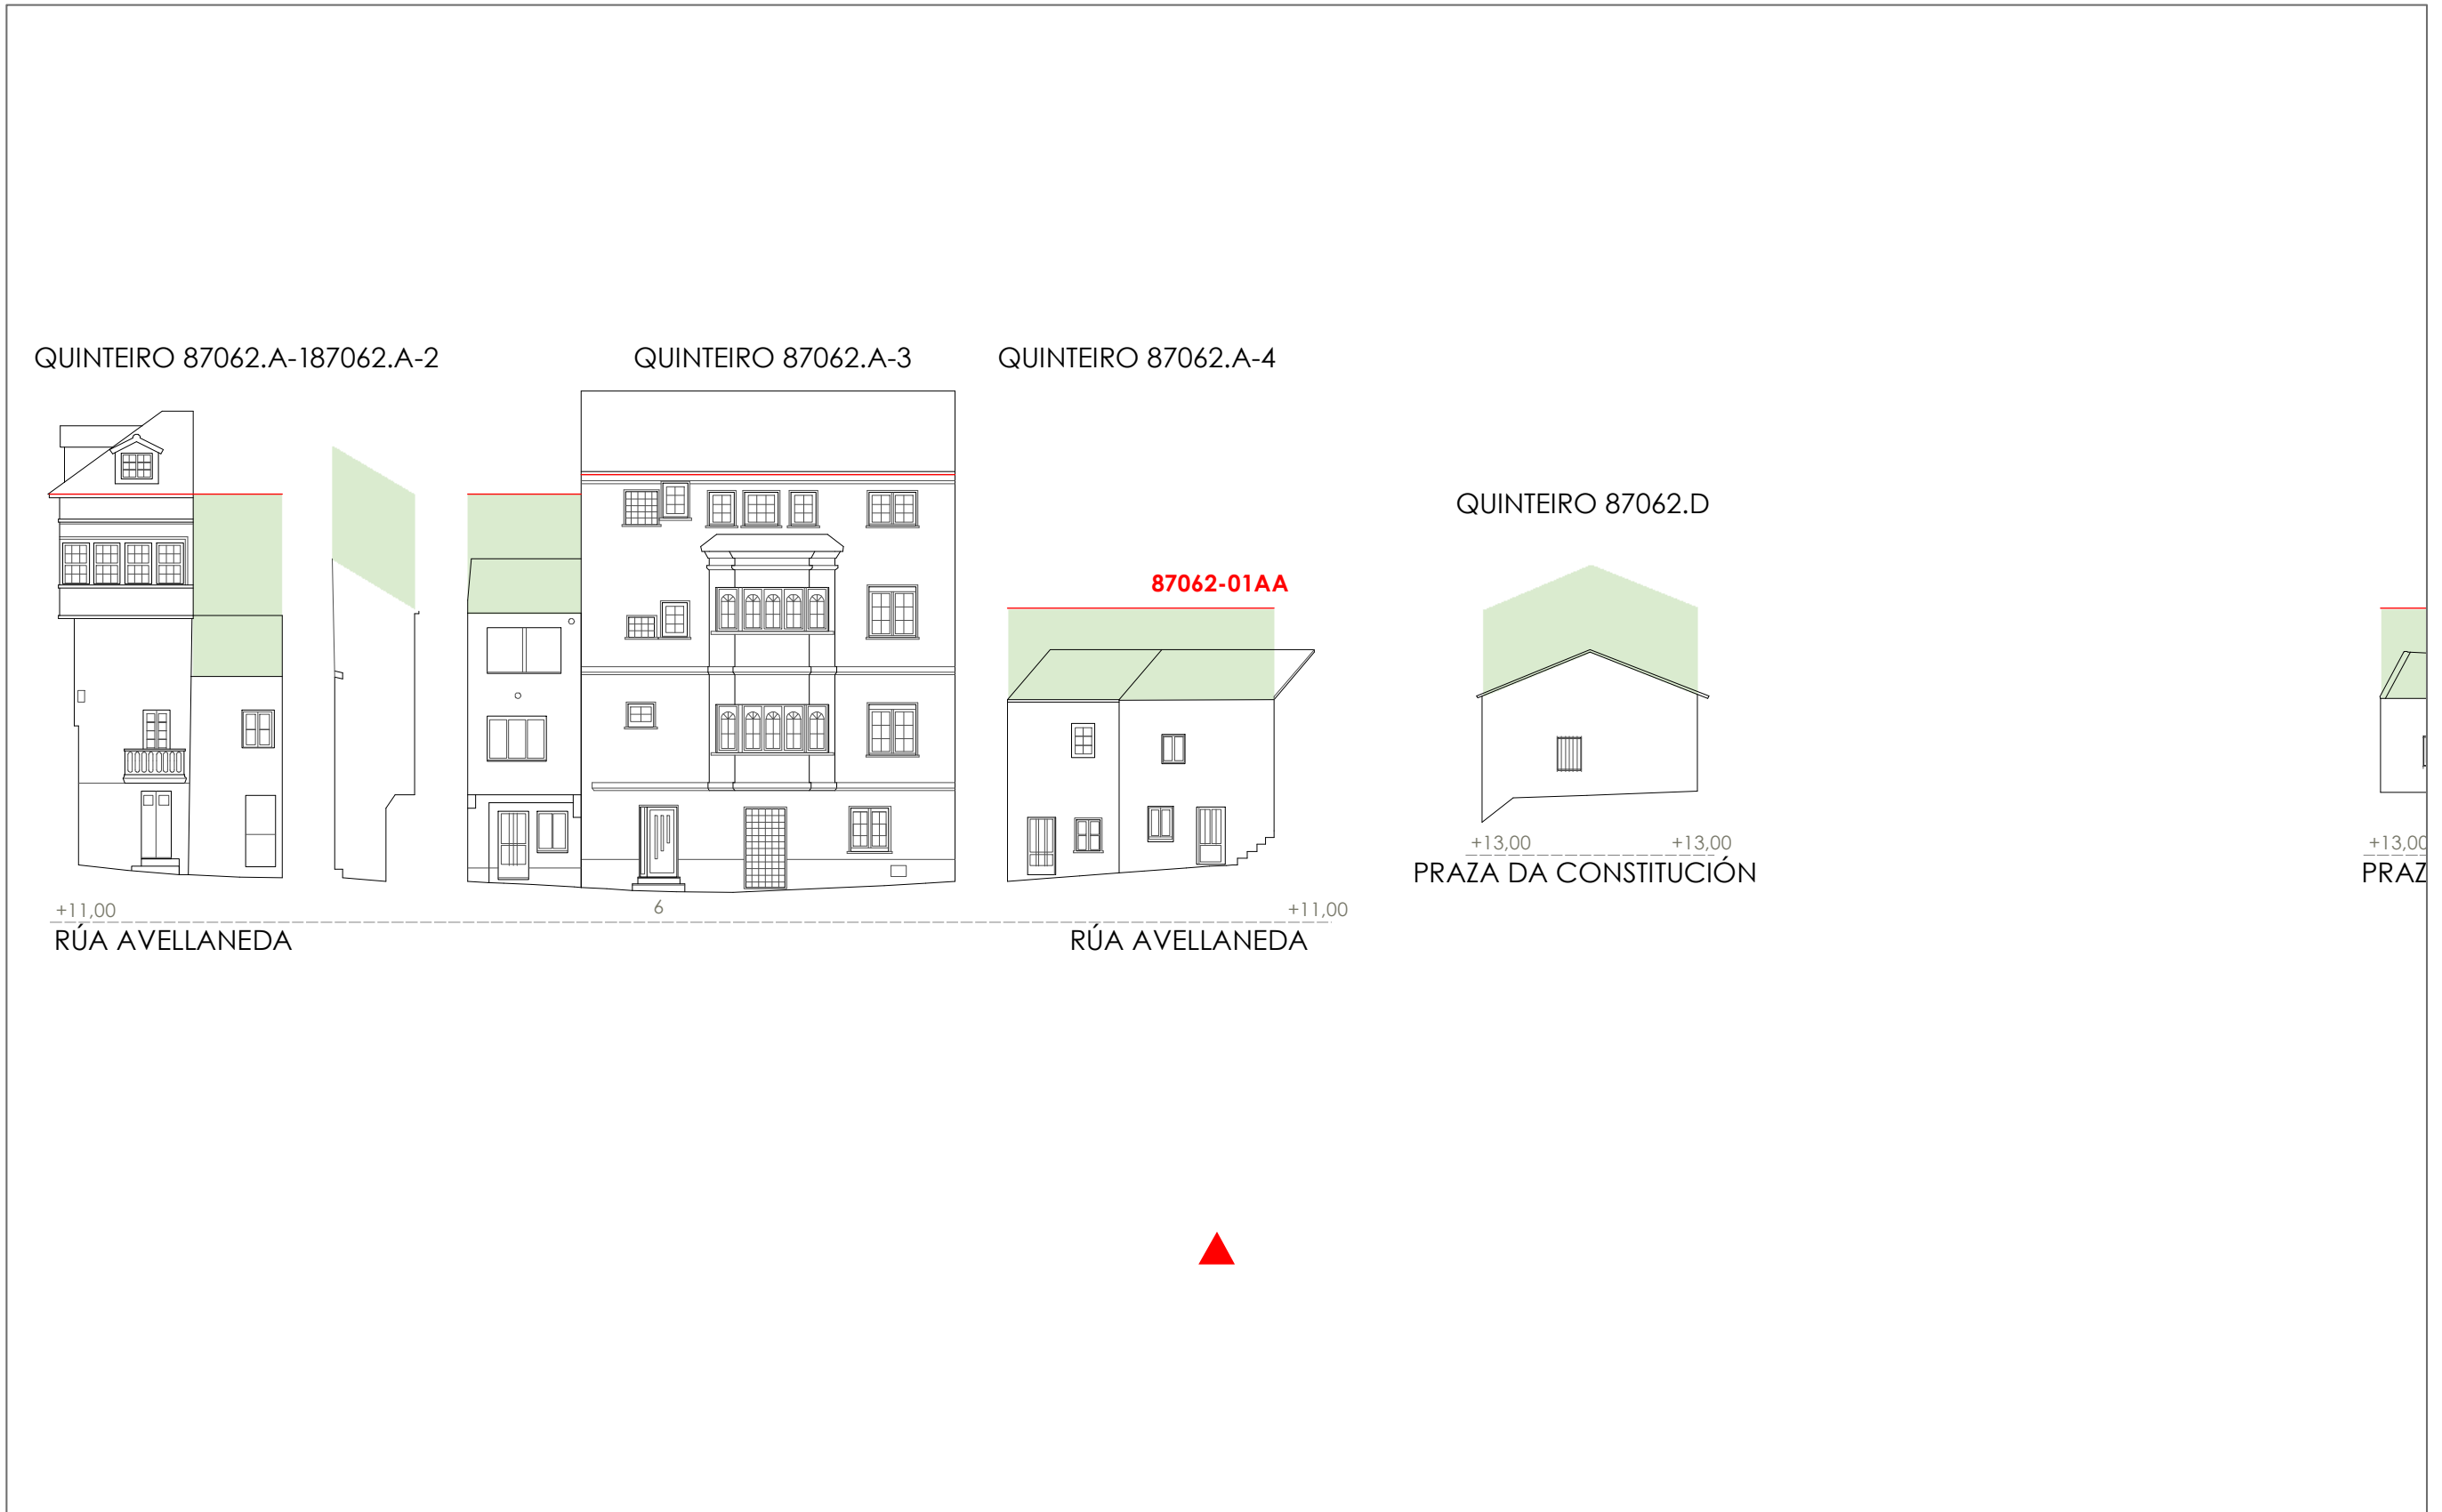 QUINTEIRO 87062.A-187062.A-2
QUINTEIRO 87062.A-3
QUINTEIRO 87062.A-4
QUINTEIRO 87062.D
87062-01AA
+13,00
+13,00
+13,00
PRAZA DA CONSTITUCIÓN
PRAZ
+11,00
6
+11,00
RÚA AVELLANEDA
RÚA AVELLANEDA